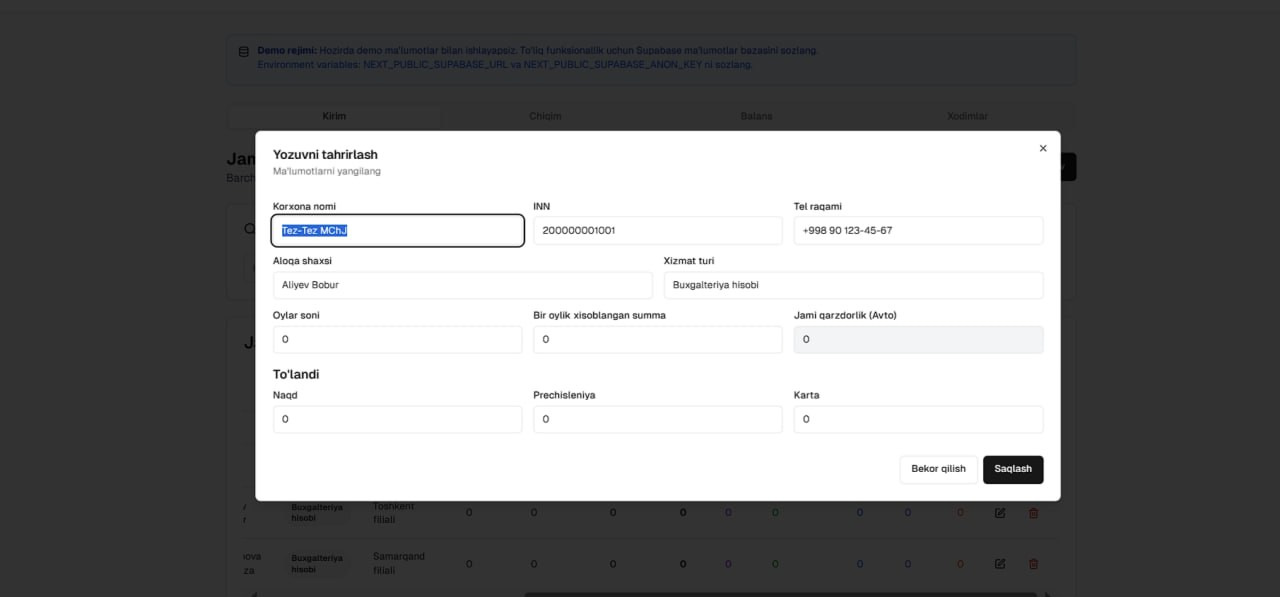 Demo rejimi: Hozirda demo ma'lumotlar bilan ishlayapsiz. To'liq funksionallik uchun Supabase ma'lumotlar bazasini sozlang.
Environment variables: NEXT_PUBLIC_SUPABASE_URL va NEXT_PUBLIC_SUPABASE_ANON_KEY ni sozlang.
Kirim Chiqim Balans Xodimlar
Jam
Barch
Yozuvni tahrirlash
Ma'lumotlarni yangilang
Korxona nomi INN Tel raqami
Tez-Tez MChJ 200000001001 +998 90 123-45-67
Aloqa shaxsi Xizmat turi
Aliyev Bobur Buxgalteriya hisobi
Oylar soni Bir oylik xisoblangan summa Jami qarzdorlik (Avto)
0 0 0
To'landi
Naqd Prechisleniya Karta
0 0 0
Bekor qilish Saqlash
Buxgalteriya Toshkent
r hisobi filiali 0 0 0 0 0 0 0 0 0
ova Buxgalteriya Samarqand
za hisobi filiali 0 0 0 0 0 0 0 0 0